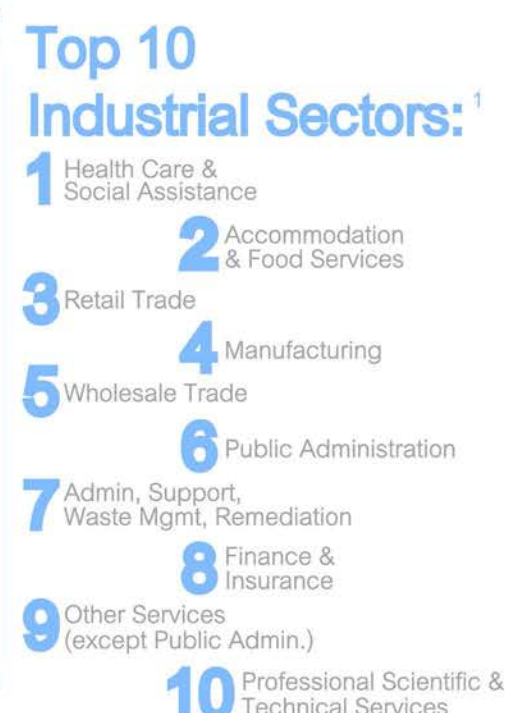 Top 10
Industrial Sectors: 1
1 Health Care &
Social Assistance
2 Accommodation
& Food Services
3 Retail Trade
4 Manufacturing
5 Wholesale Trade
6 Public Administration
7 Admin, Support,
Waste Mgmt, Remediation
8 Finance &
Insurance
9 Other Services
(except Public Admin.)
10 Professional Scientific &
Technical Services